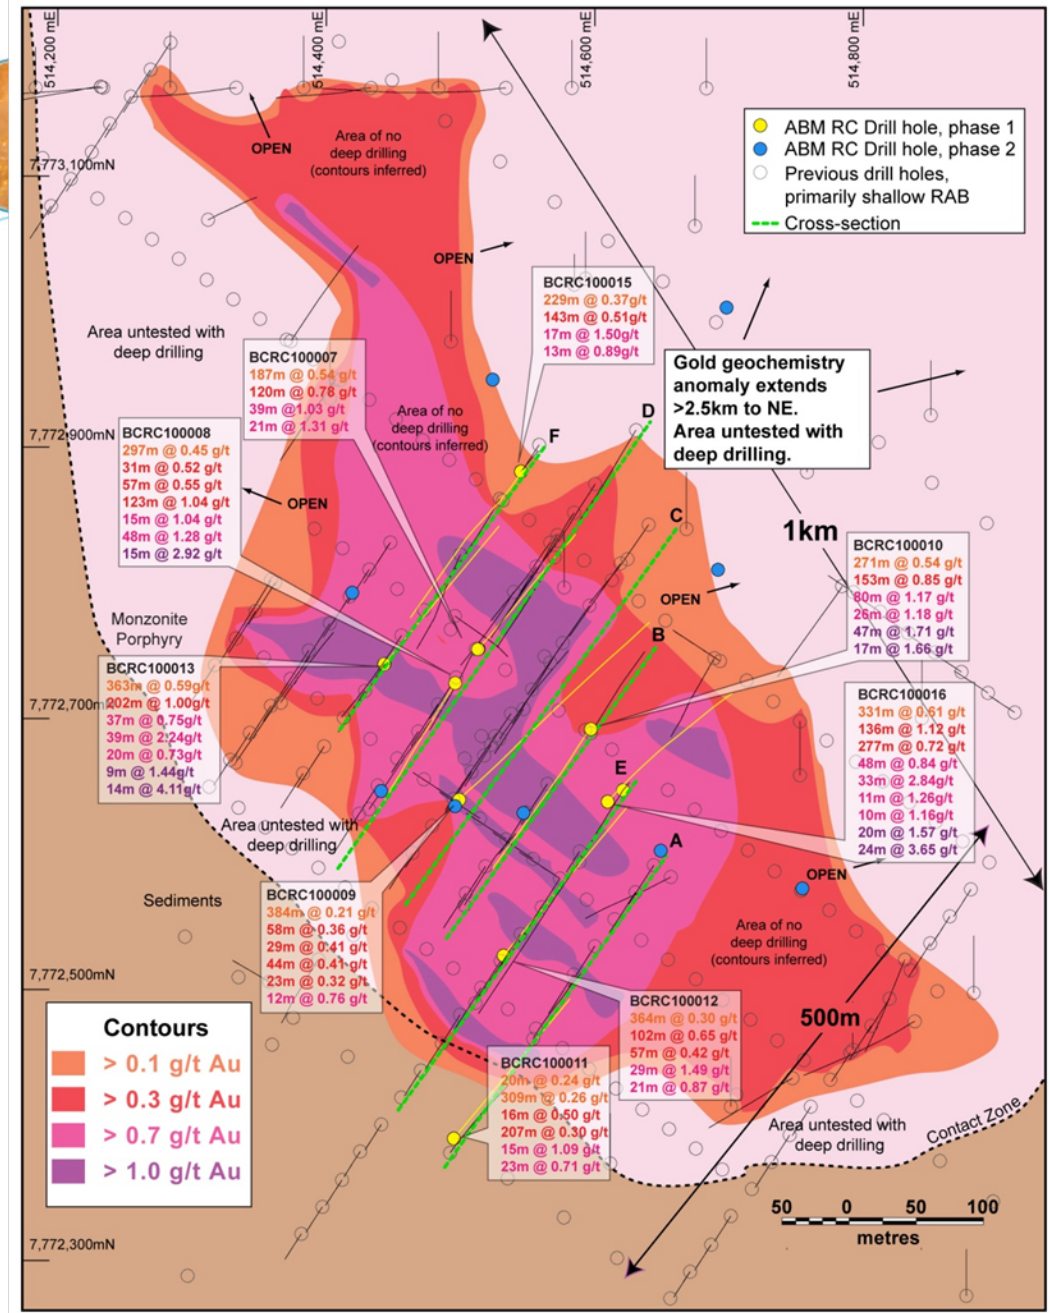 514,200 mE
514,400 mE
514,600 mE
514,800 mE
ABM RC Drill hole, phase 1
ABM RC Drill hole, phase 2
Previous drill holes,
primarily shallow RAB
Cross-section
OPEN
Area of no
deep drilling
(contours inferred)
7,773,100mN
OPEN
BCRC100015
229m @ 0.37g/t
143m @ 0.51g/t
17m @ 1.50g/t
13m @ 0.89g/t
Area untested with
deep drilling
BCRC100007
187m @ 0.54 g/t
120m @ 0.78 g/t
39m @1.03 g/t
21m @ 1.31 g/t
Gold geochemistry
anomaly extends
>2.5km to NE.
Area untested with
deep drilling.
Area of no
deep drilling
(contours inferred)
7,772,900mN
BCRC100008
297m @ 0.45 g/t
31m @ 0.52 g/t
57m @ 0.55 g/t
123m @ 1.04 g/t
15m @ 1.04 g/t
48m @ 1.28 g/t
15m @ 2.92 g/t
OPEN
F
D
C
1km
BCRC100010
271m @ 0.54 g/t
153m @ 0.85 g/t
80m @ 1.17 g/t
26m @ 1.18 g/t
47m @ 1.71 g/t
17m @ 1.66 g/t
OPEN
B
Monzonite
Porphyry
BCRC100013
363m @ 0.59g/t
202m @ 1.00g/t
37m @ 0.75g/t
39m @ 2.24g/t
20m @ 0.73g/t
9m @ 1.44g/t
14m @ 4.11g/t
7,772,700mN
BCRC100016
331m @ 0.61 g/t
136m @ 1.12 g/t
277m @ 0.72 g/t
48m @ 0.84 g/t
33m @ 2.84g/t
11m @ 1.26g/t
10m @ 1.16g/t
20m @ 1.57 g/t
24m @ 3.65 g/t
E
A
Area untested with
deep drilling
OPEN
Sediments
BCRC100009
384m @ 0.21 g/t
58m @ 0.36 g/t
29m @ 0.41 g/t
44m @ 0.41 g/t
23m @ 0.32 g/t
12m @ 0.76 g/t
Area of no
deep drilling
(contours inferred)
7,772,500mN
BCRC100012
364m @ 0.30 g/t
102m @ 0.65 g/t
57m @ 0.42 g/t
29m @ 1.49 g/t
21m @ 0.87 g/t
500m
Contours
> 0.1 g/t Au
> 0.3 g/t Au
> 0.7 g/t Au
> 1.0 g/t Au
BCRC100011
20m @ 0.24 g/t
309m @ 0.26 g/t
16m @ 0.50 g/t
207m @ 0.30 g/t
15m @ 1.09 g/t
23m @ 0.71 g/t
Area untested with
deep drilling
Contact Zone
50 0 50 100
metres
7,772,300mN